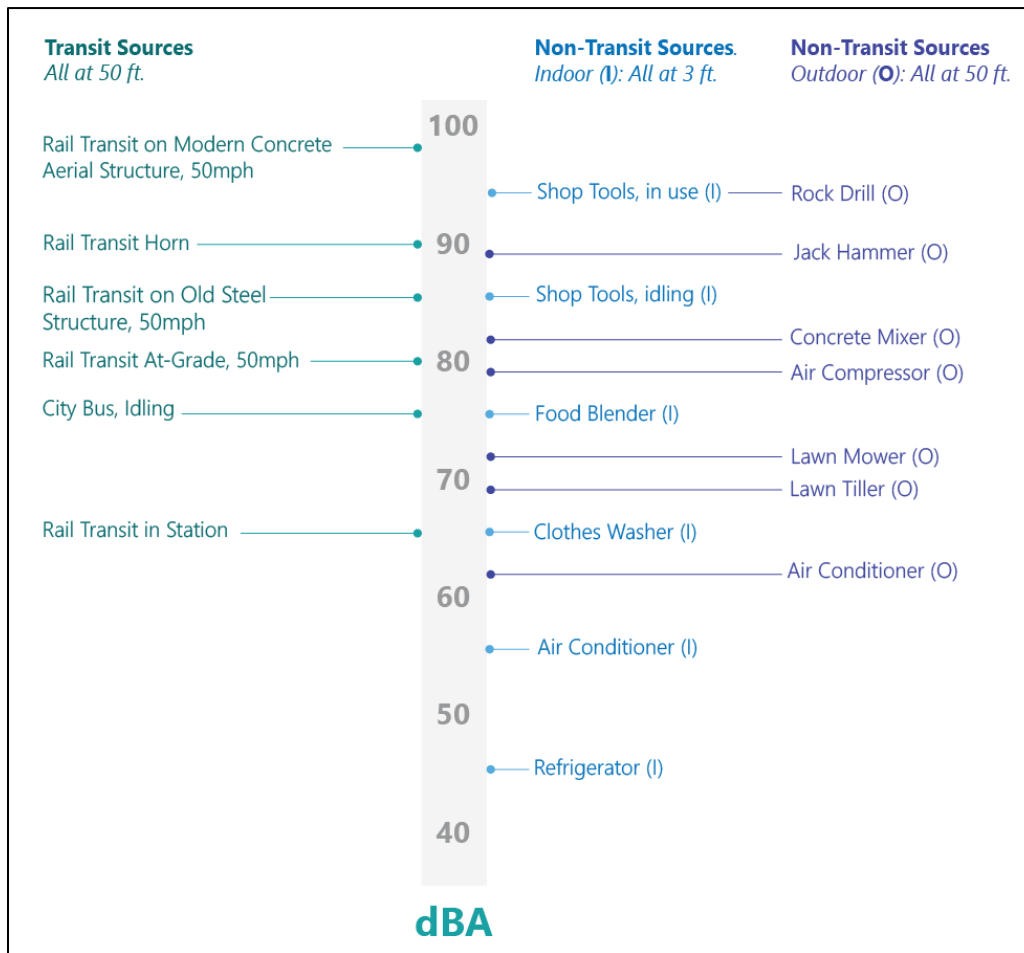 Transit Sources
All at 50 ft.
Non-Transit Sources.
Indoor (I): All at 3 ft.
Non-Transit Sources
Outdoor (O): All at 50 ft.
100
Rail Transit on Modern Concrete
Aerial Structure, 50mph
Shop Tools, in use (I)
Rock Drill (O)
Rail Transit Horn
90
Jack Hammer (O)
Rail Transit on Old Steel
Structure, 50mph
Shop Tools, idling (I)
Concrete Mixer (O)
Rail Transit At-Grade, 50mph
80
Air Compressor (O)
City Bus, Idling
Food Blender (I)
Lawn Mower (O)
70
Lawn Tiller (O)
Rail Transit in Station
Clothes Washer (I)
Air Conditioner (O)
60
Air Conditioner (I)
50
Refrigerator (I)
40
dBA